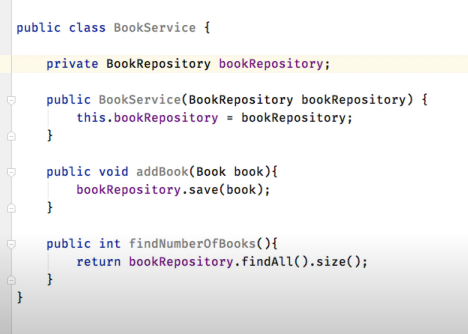 public class BookService {
private BookRepository bookRepository;
public BookService(BookRepository bookRepository) {
this.bookRepository = bookRepository;
}
public void addBook(Book book){
bookRepository.save(book);
}
public int findNumberOfBooks(){
return bookRepository.findAll().size();
}
}